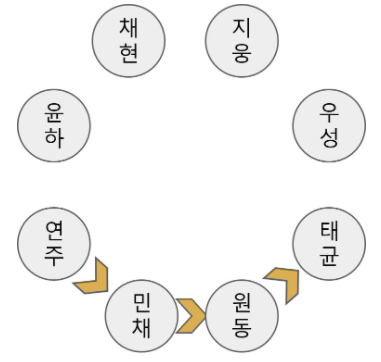 채
현
지
웅
윤
하
우
성
연
주
태
균
민
채
원
동